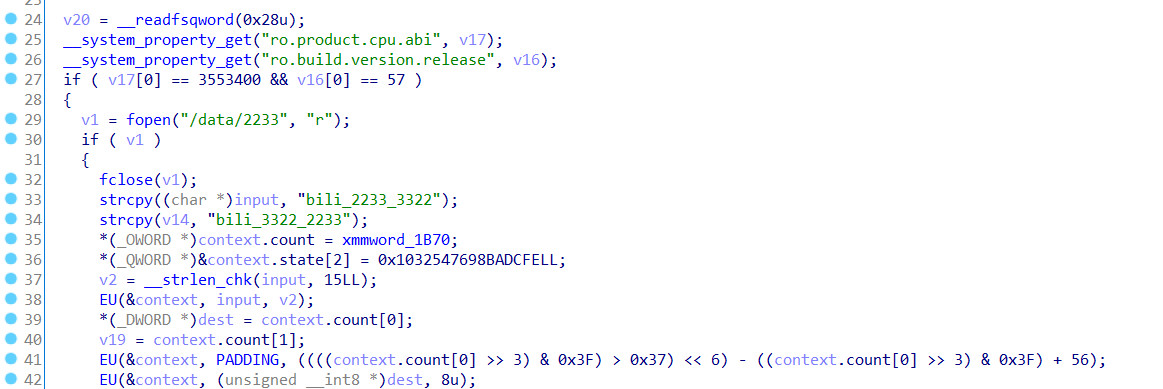 24 v20 = __readfsqword(0x28u);
25 __system_property_get("ro.product.cpu.abi", v17);
26 __system_property_get("ro.build.version.release", v16);
27 if ( v17[0] == 3553400 && v16[0] == 57 )
28 {
29 v1 = fopen("/data/2233", "r");
30 if ( v1 )
31 {
32 fclose(v1);
33 strcpy((char *)input, "bili_2233_3322");
34 strcpy(v14, "bili_3322_2233");
35 *(_OWORD *)context.count = xmmword_1B70;
36 *(_QWORD *)&context.state[2] = 0x1032547698BADCFELL;
37 v2 = __strlen_chk(input, 15LL);
38 EU(&context, input, v2);
39 *(_DWORD *)dest = context.count[0];
40 v19 = context.count[1];
41 EU(&context, PADDING, ((((context.count[0] >> 3) & 0x3F) > 0x37) << 6) - ((context.count[0] >> 3) & 0x3F) + 56);
42 EU(&context, (unsigned __int8 *)dest, 8u);